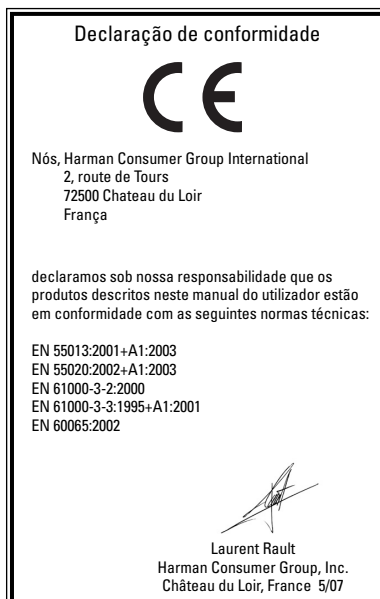 Declaração de conformidade
CE
Nós, Harman Consumer Group International
2, route de Tours
72500 Chateau du Loir
França
declaramos sob nossa responsabilidade que os
produtos descritos neste manual do utilizador estão
em conformidade com as seguintes normas técnicas:
EN 55013:2001+A1:2003
EN 55020:2002+A1:2003
EN 61000-3-2:2000
EN 61000-3-3:1995+A1:2001
EN 60065:2002
Laurent Rault
Harman Consumer Group, Inc.
Château du Loir, France 5/07